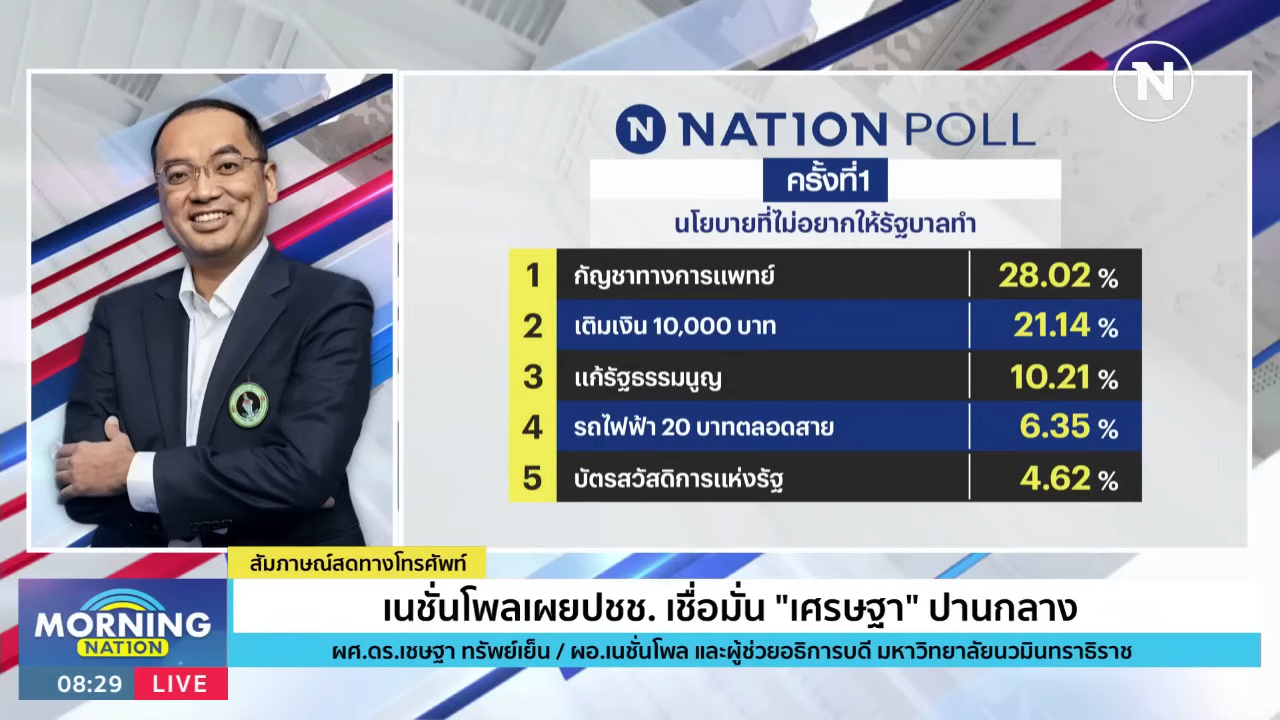 N
N NATION POLL
ครั้งที่1
นโยบายที่ไม่อยากให้รัฐบาลทำ
1 กัญชาทางการแพทย์ 28.02 %
2 เติมเงิน 10,000 บาท 21.14 %
3 แก้รัฐธรรมนูญ 10.21 %
4 รถไฟฟ้า 20 บาทตลอดสาย 6.35 %
5 บัตรสวัสดิการแห่งรัฐ 4.62 %
สัมภาษณ์สดทางโทรศัพท์
เนชั่นโพลเผยปชช. เชื่อมั่น "เศรษฐา" ปานกลาง
ผศ.ดร.เชษฐา ทรัพย์เย็น / ผอ.เนชั่นโพล และผู้ช่วยอธิการบดี มหาวิทยาลัยนวมินทราธิราช
MORNING
NATION
08:29 LIVE